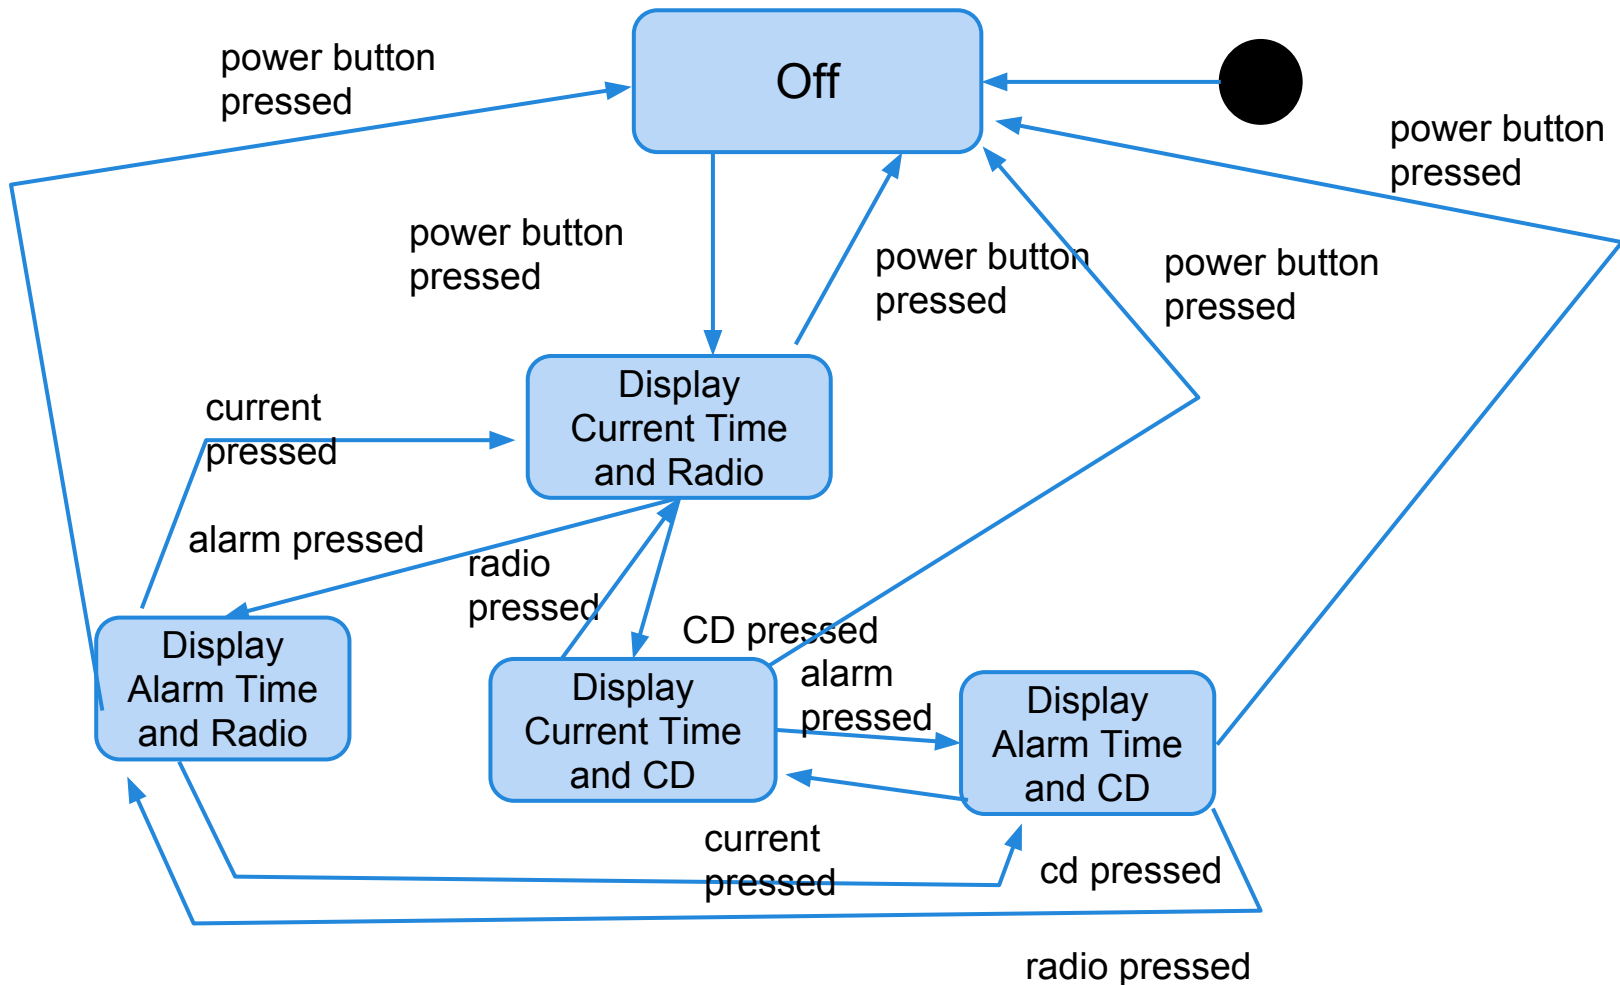 Off
power button
pressed
power button
pressed
power button
pressed
power button
pressed
power button
pressed
Display
Current Time
and Radio
current
pressed
alarm pressed
radio
pressed
CD pressed
Display
Alarm Time
and Radio
Display
Current Time
and CD
alarm
pressed
Display
Alarm Time
and CD
current
pressed
cd pressed
radio pressed